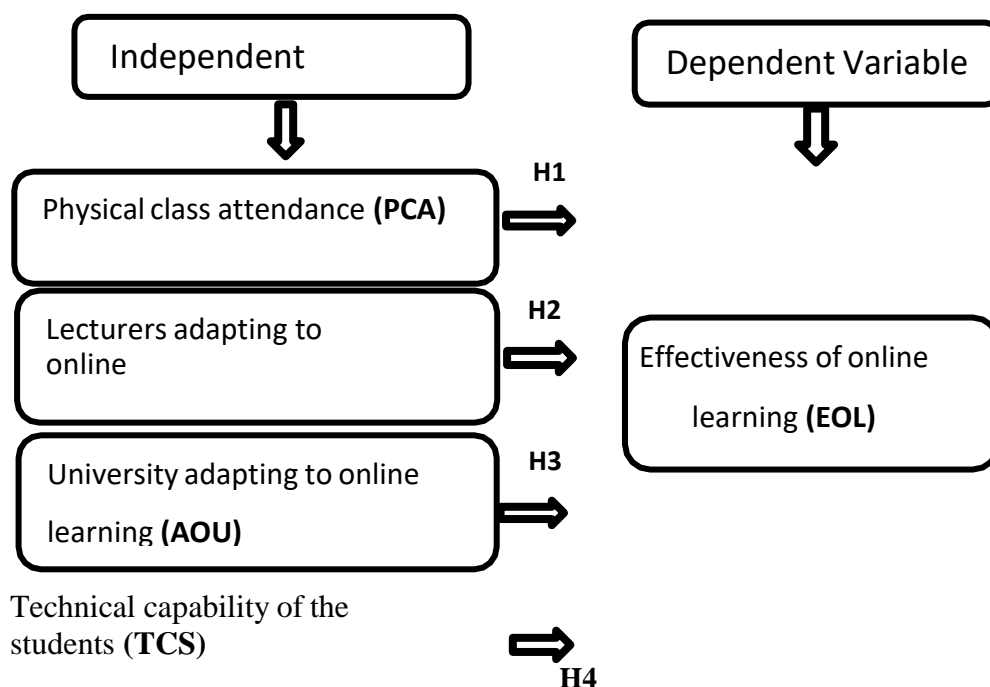 Independent
Dependent Variable
H1
Physical class attendance (PCA)
H2
Lecturers adapting to
online
Effectiveness of online
learning (EOL)
H3
University adapting to online
learning (AOU)
Technical capability of the
students (TCS)
H4